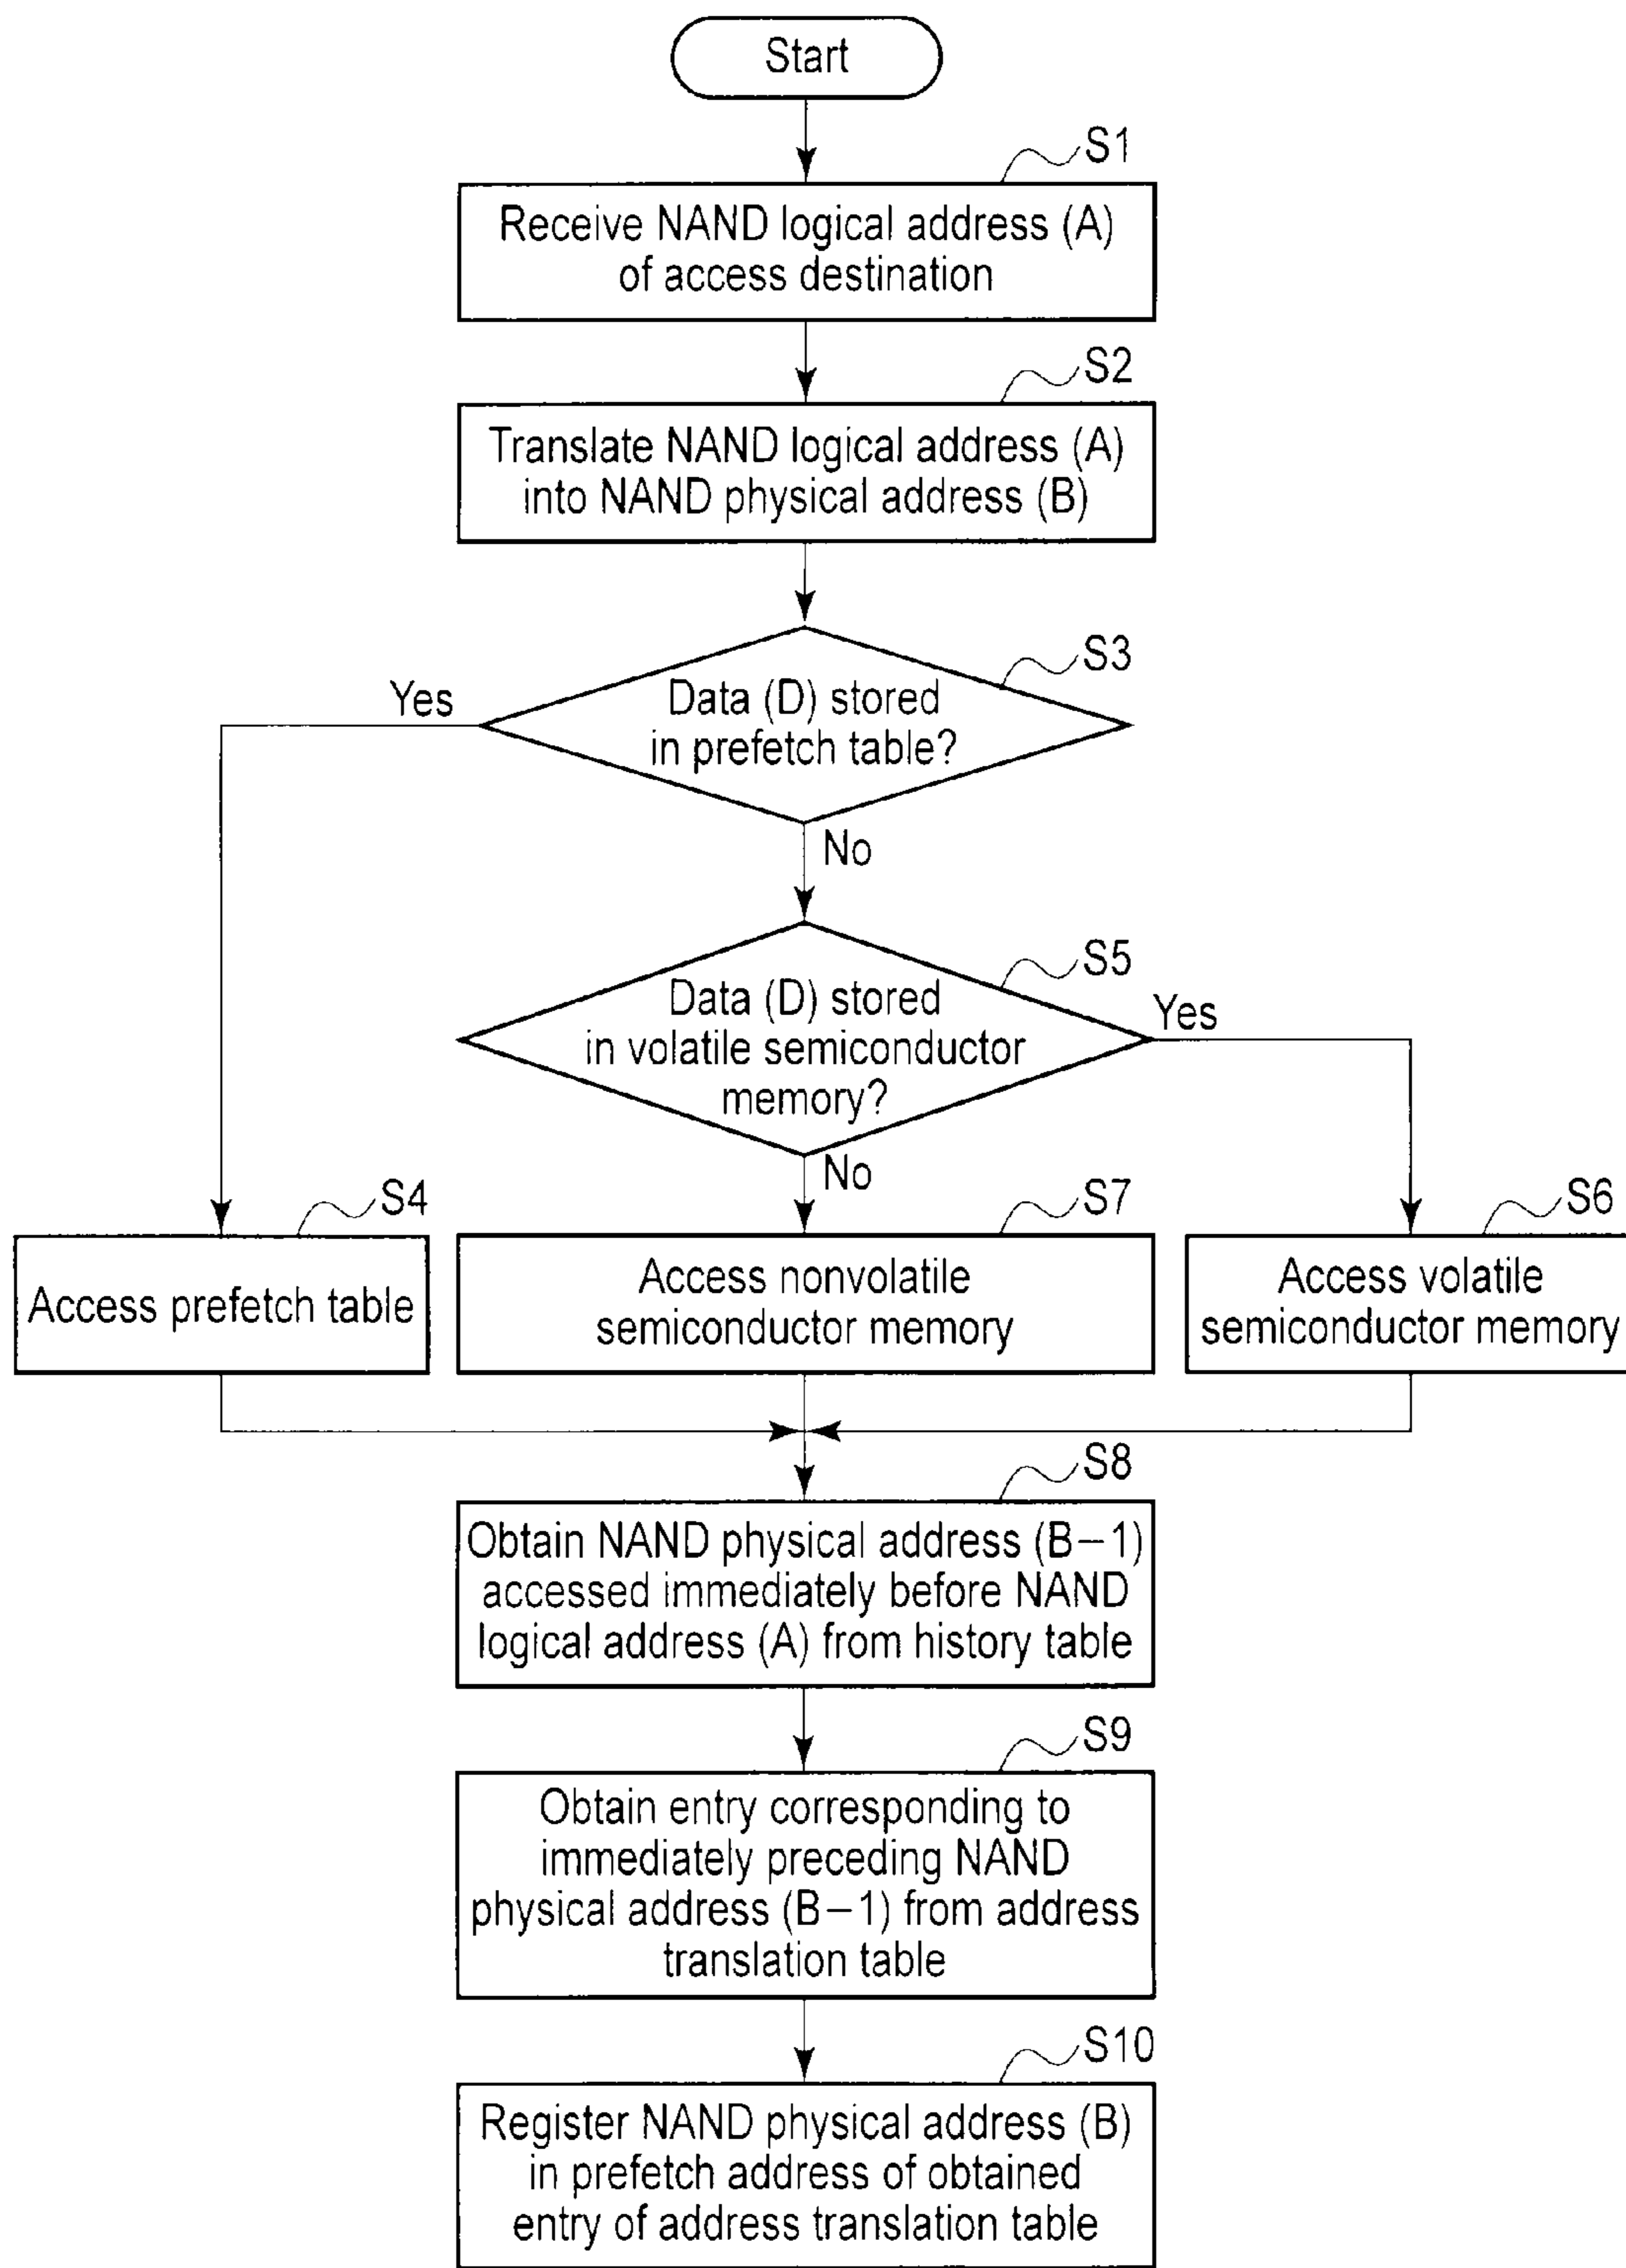 Start
S1
Receive NAND logical address (A)
of access destination
S2
Translate NAND logical address (A)
into NAND physical address (B)
S3
Yes
Data (D) stored
in prefetch table?
No
S5
Data (D) stored
in volatile semiconductor
memory?
Yes
No
S4
Access prefetch table
S7
Access nonvolatile
semiconductor memory
S6
Access volatile
semiconductor memory
S8
Obtain NAND physical address (B−1)
accessed immediately before NAND
logical address (A) from history table
S9
Obtain entry corresponding to
immediately preceding NAND
physical address (B−1) from address
translation table
S10
Register NAND physical address (B)
in prefetch address of obtained
entry of address translation table